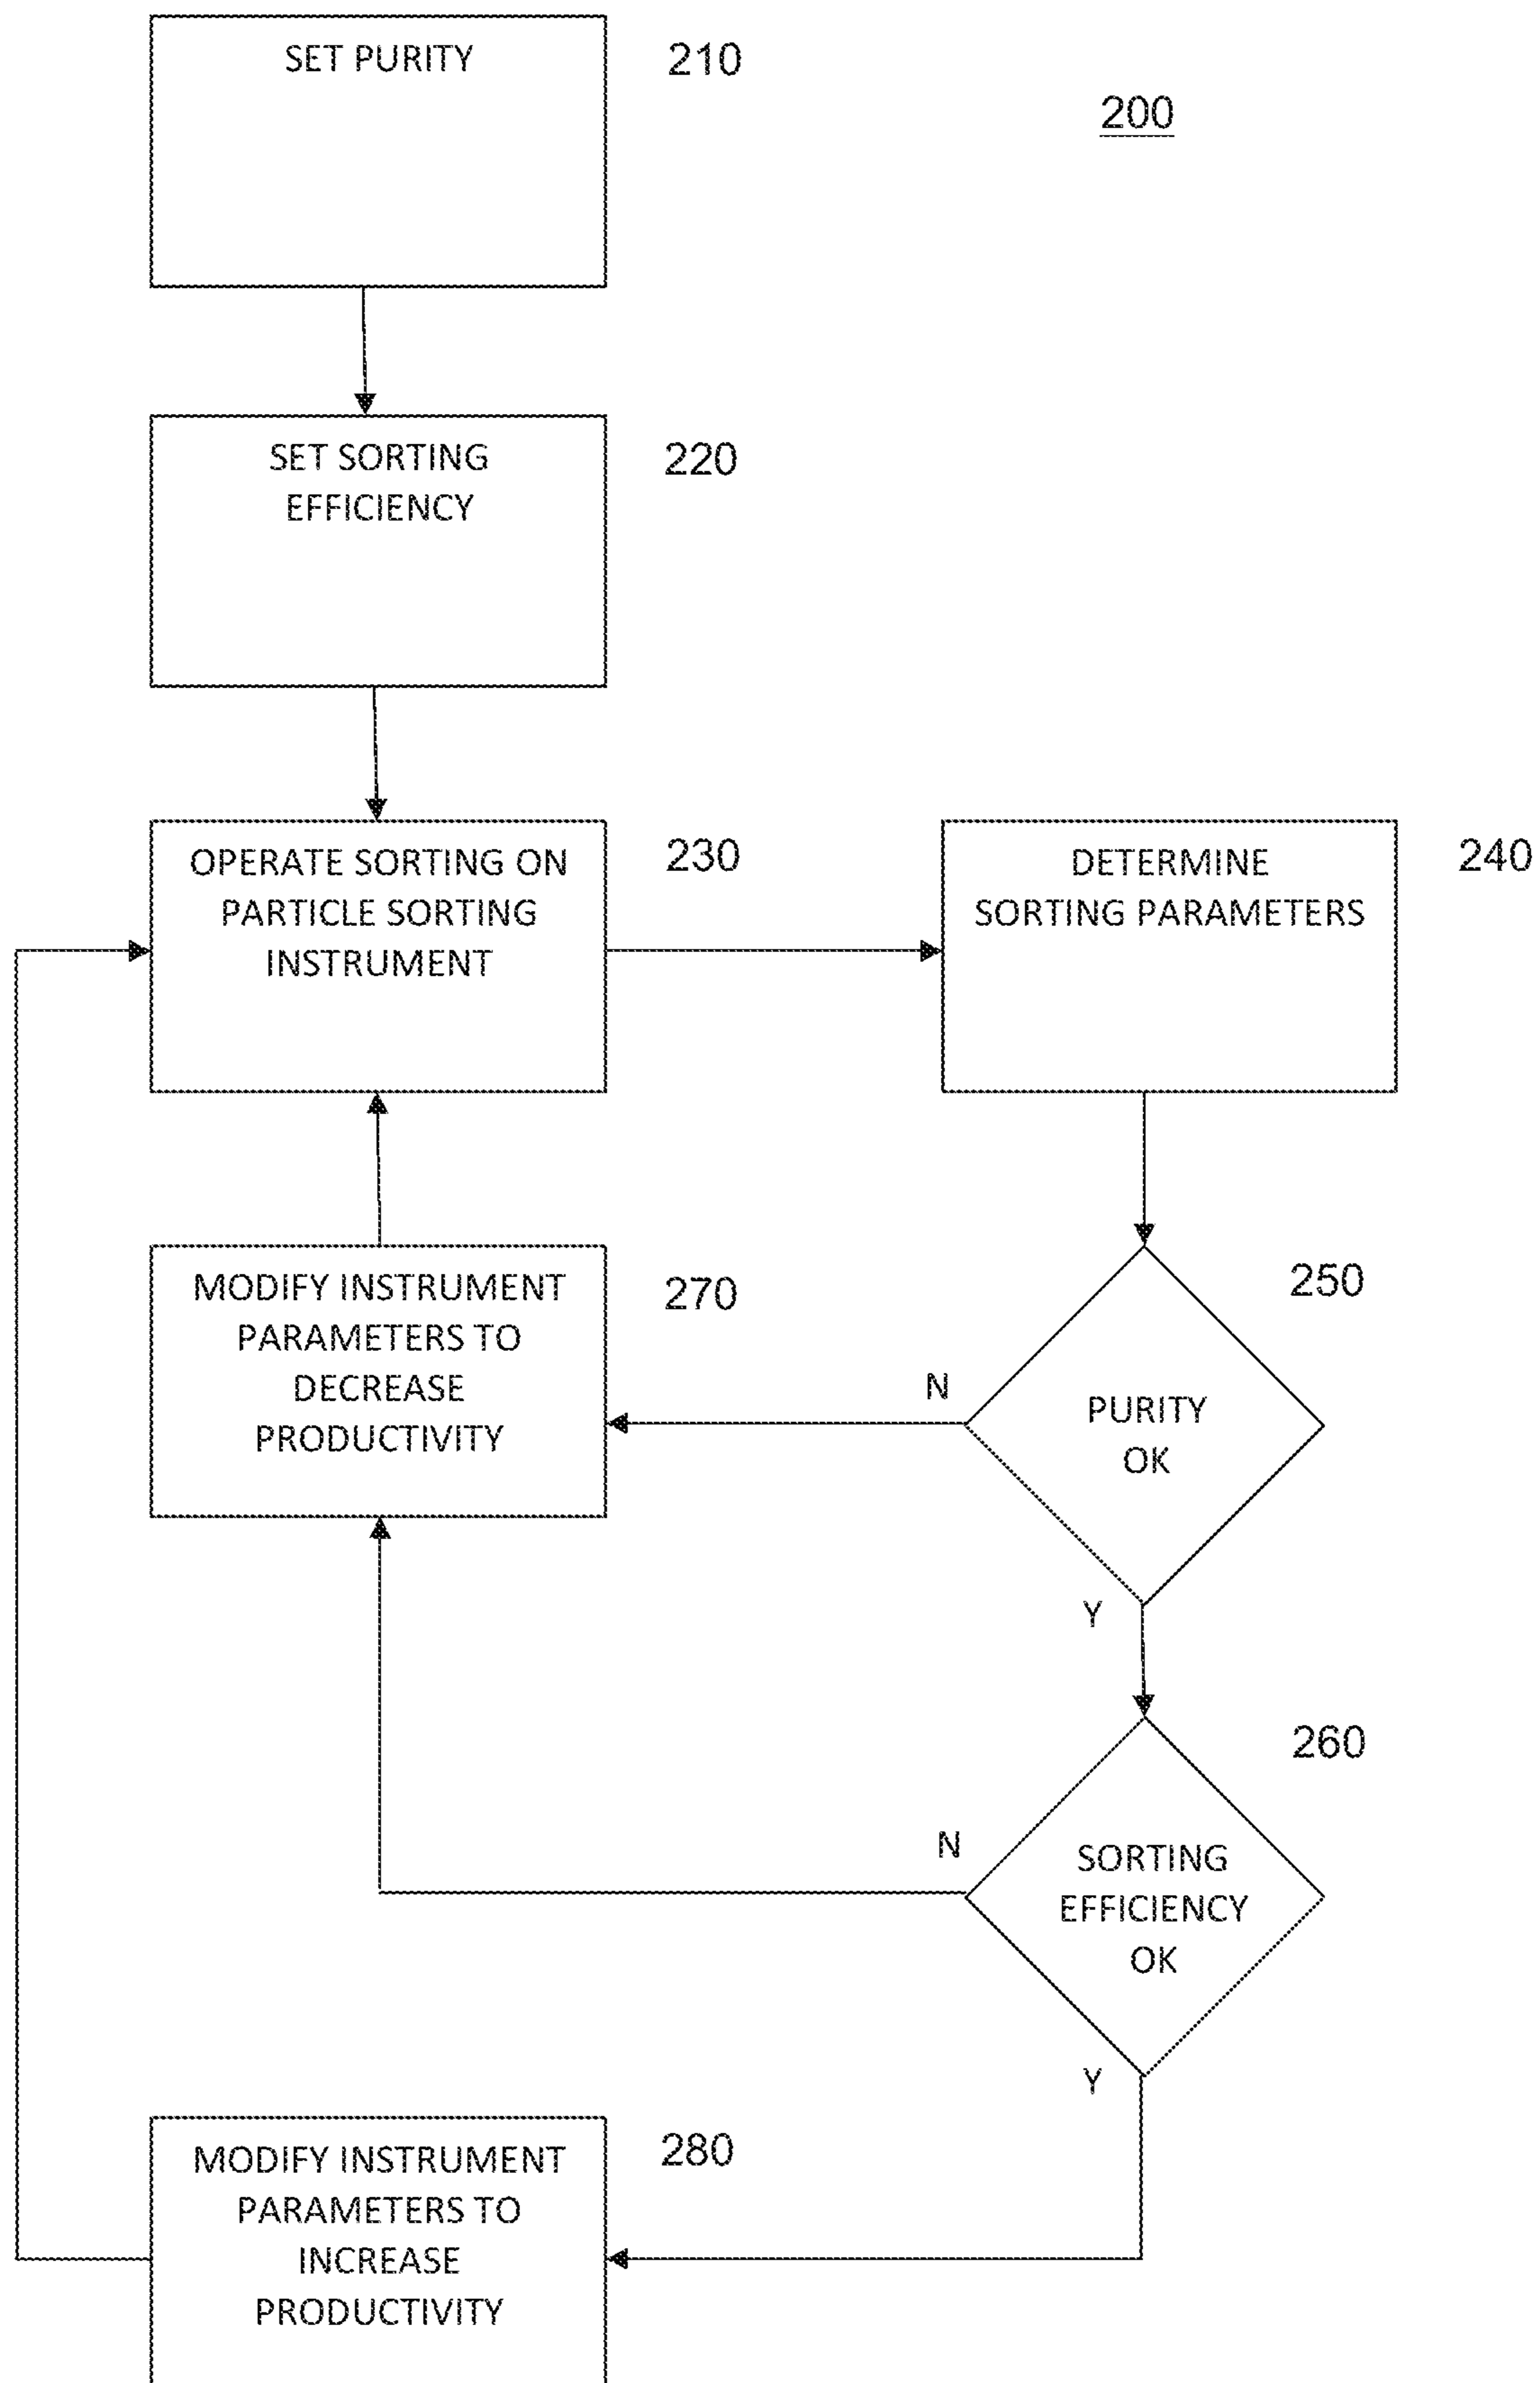 SET PURITY
210
200
SET SORTING
EFFICIENCY
220
OPERATE SORTING ON
PARTICLE SORTING
INSTRUMENT
230
DETERMINE
SORTING PARAMETERS
240
MODIFY INSTRUMENT
PARAMETERS TO
DECREASE
PRODUCTIVITY
270
N
PURITY
OK
250
Y
N
SORTING
EFFICIENCY
OK
260
Y
MODIFY INSTRUMENT
PARAMETERS TO
INCREASE
PRODUCTIVITY
280